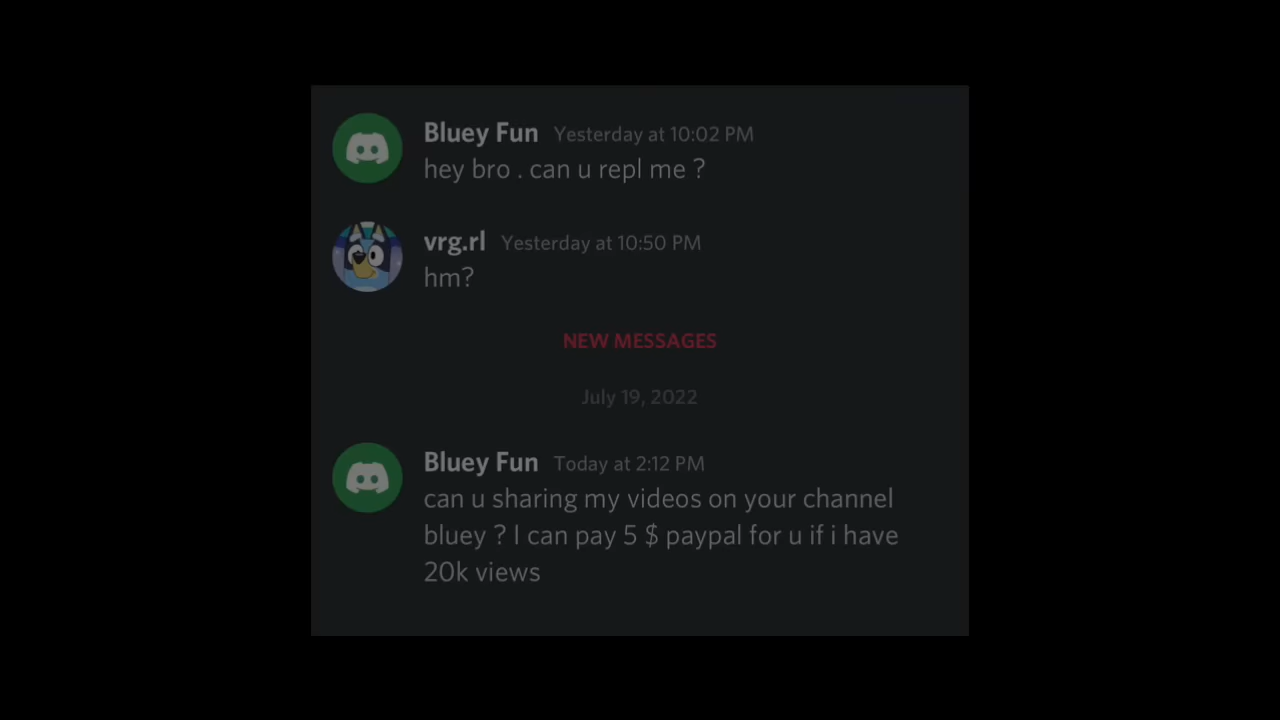 Bluey Fun Yesterday at 10:02 PM
hey bro . can u repl me ?
vrg.rl Yesterday at 10:50 PM
hm?
NEW MESSAGES
July 19, 2022
Bluey Fun Today at 2:12 PM
can u sharing my videos on your channel
bluey ? I can pay 5 $ paypal for u if i have
20k views